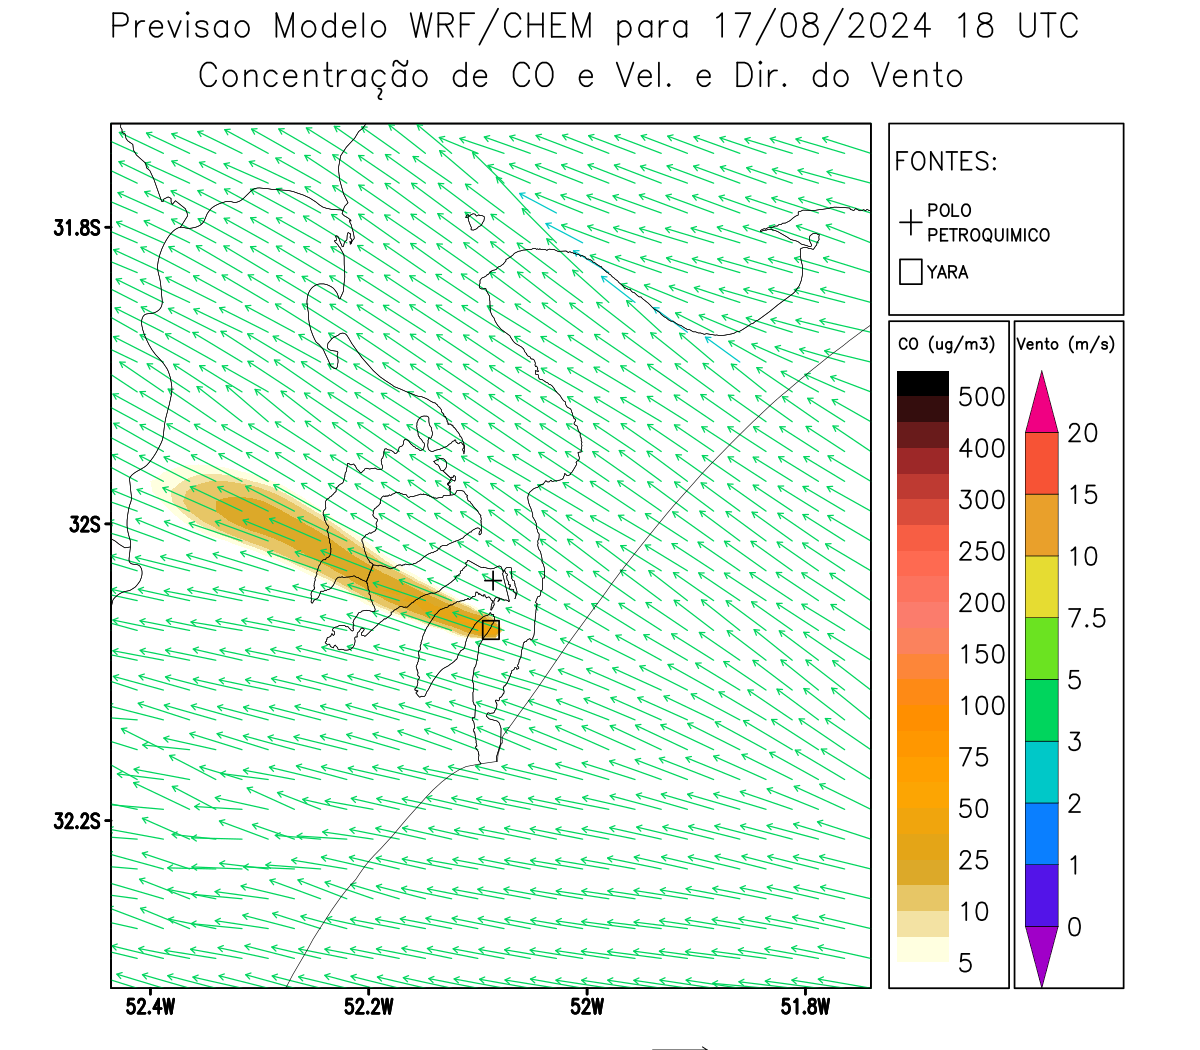 Previsao Modelo WRF/CHEM para 17/08/2024 18 UTC
Concentração de CO e Vel. e Dir. do Vento
FONTES:
POLO
PETROQUIMICO
YARA
CO (ug/m3)
500
400
300
250
200
150
100
75
50
25
10
5
Vento (m/s)
20
15
10
7.5
5
3
2
1
0
31.8S
32S
32.2S
52.4W
52.2W
52W
51.8W